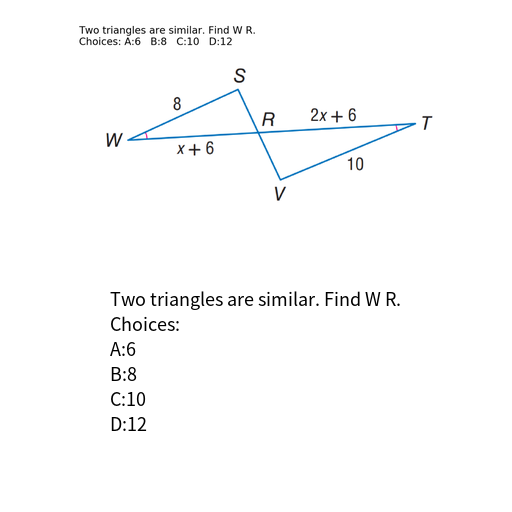 Two triangles are similar. Find W R.
Choices: A:6 B:8 C:10 D:12
S
8
R
2x + 6
T
W
x + 6
10
V
Two triangles are similar. Find W R.
Choices:
A:6
B:8
C:10
D:12